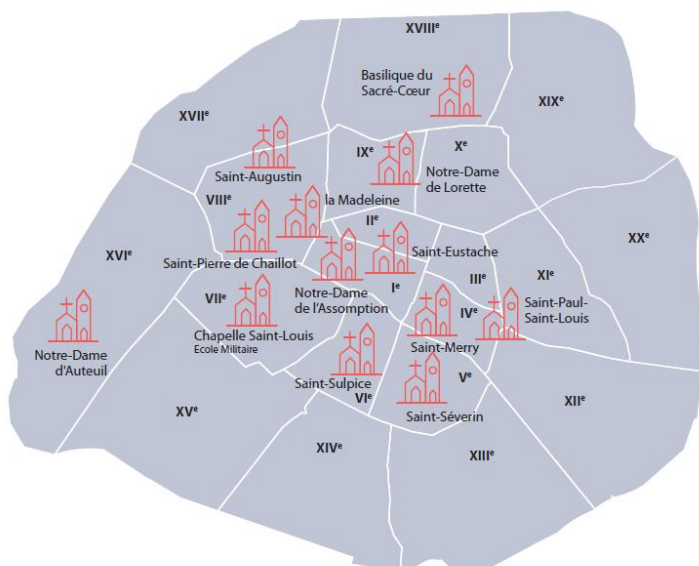 XVIIIe
Basilique du
Sacré-Cœur
XIXe
XVIIe
IXe
Xe
Saint-Augustin
Notre-Dame
de Lorette
VIIIe
la Madeleine
IIe
XVIe
XXe
Saint-Eustache
Saint-Pierre de Chaillot
IIIe
XIe
Notre-Dame
de l'Assomption
Ie
VIIe
Saint-Paul-
Saint-Louis
IVe
Chapelle Saint-Louis
Ecole Militaire
Saint-Merry
Notre-Dame
d'Auteuil
Saint-Sulpice
Ve
VIe
XIIe
XVe
Saint-Séverin
XIVe
XIIIe